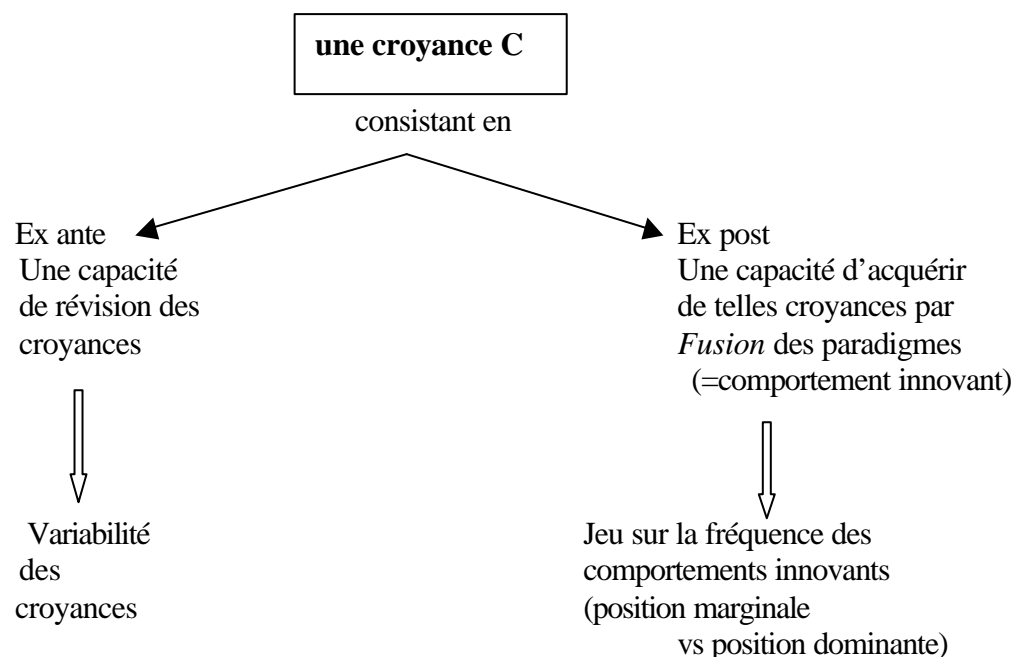 une croyance C
consistant en
Ex ante
Une capacité
de révision des
croyances
Ex post
Une capacité d’acquérir
de telles croyances par
Fusion des paradigmes
(=comportement innovant)
Variabilité
des
croyances
Jeu sur la fréquence des
comportements innovants
(position marginale
vs position dominante)